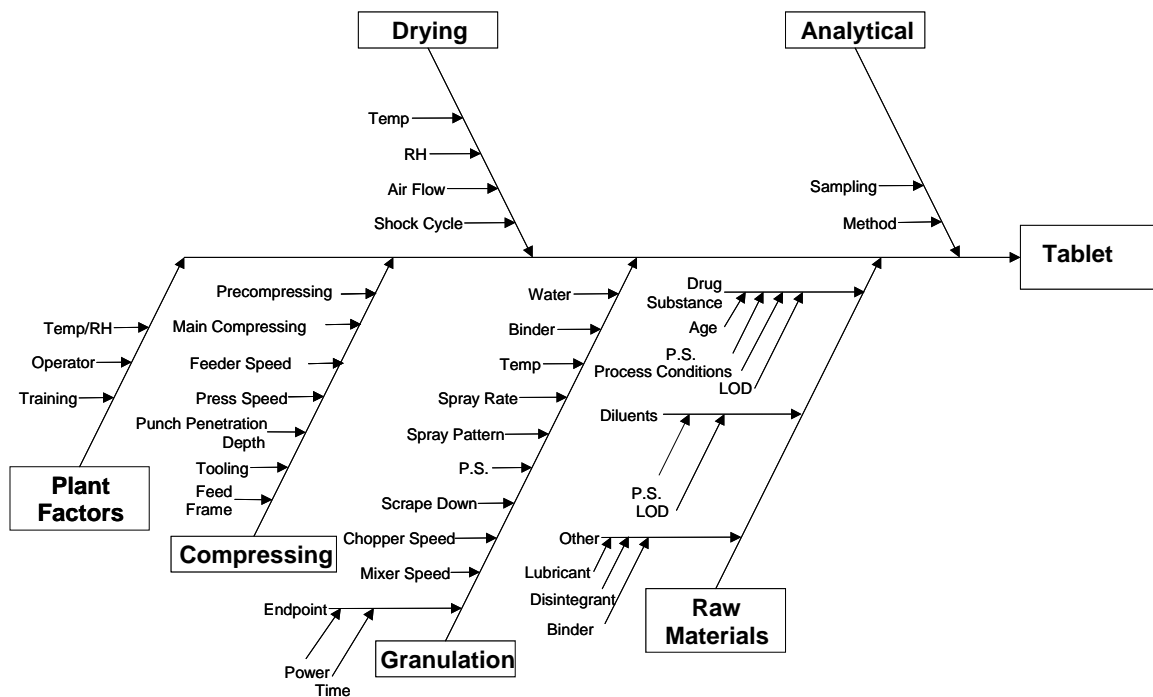 Drying
Analytical
Temp
RH
Air Flow
Shock Cycle
Sampling
Method
Tablet
Temp/RH
Operator
Training
Plant
Factors
Precompressing
Main Compressing
Feeder Speed
Press Speed
Punch Penetration
Depth
Tooling
Feed
Frame
Compressing
Water
Binder
Temp
Spray Rate
Spray Pattern
P.S.
Scrape Down
Chopper Speed
Mixer Speed
Endpoint
Power
Time
Granulation
Drug
Substance
Age
P.S.
Process Conditions
LOD
Diluents
P.S.
LOD
Other
Lubricant
Disintegrant
Binder
Raw
Materials